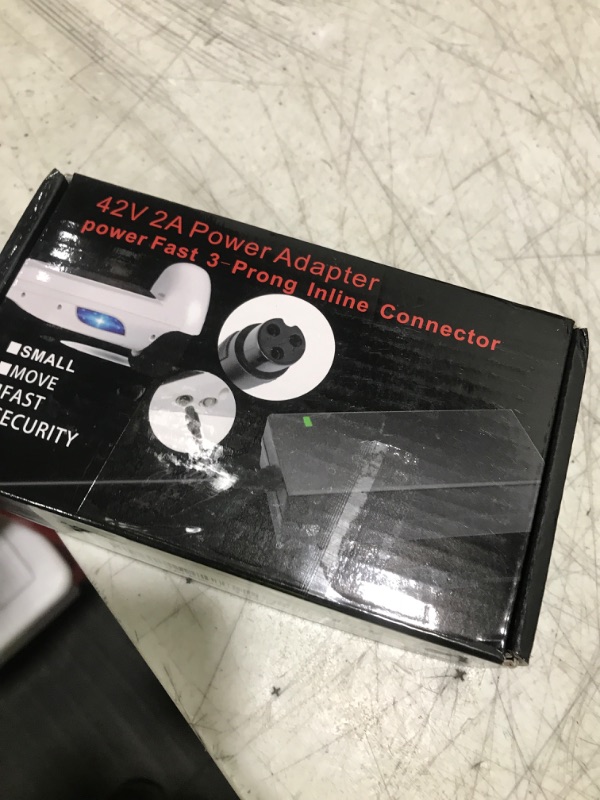 42V 2A Power Adapter
power Fast 3-Prong Inline Connector
SMALL
MOVE
FAST
ECURITY